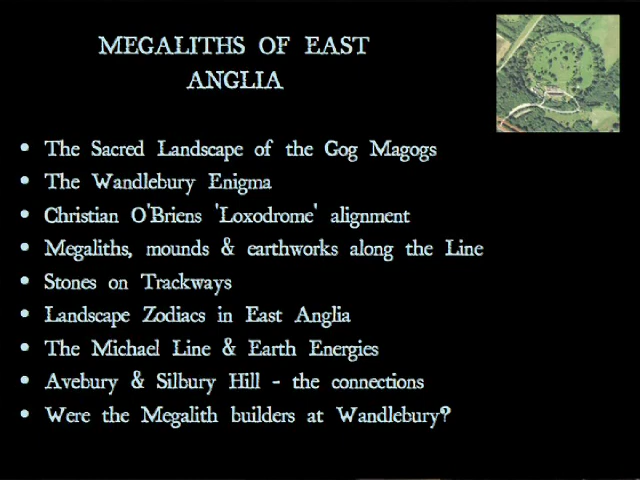 MEGALITHS OF EAST
ANGLIA
• The Sacred Landscape of the Gog Magogs
• The Wandlebury Enigma
• Christian O'Briens 'Loxodrome' alignment
• Megaliths, mounds & earthworks along the Line
• Stones on Trackways
• Landscape Zodiacs in East Anglia
• The Michael Line & Earth Energies
• Avebury & Silbury Hill - the connections
• Were the Megalith builders at Wandlebury?